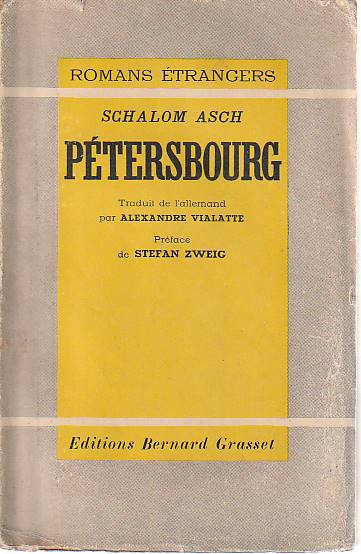 ROMANS ÉTRANGERS
SCHALOM ASCH
PÉTERSBOURG
Traduit de l'allemand
par ALEXANDRE VIALATTE
Préface
de STEFAN ZWEIG
Editions Bernard Grasset